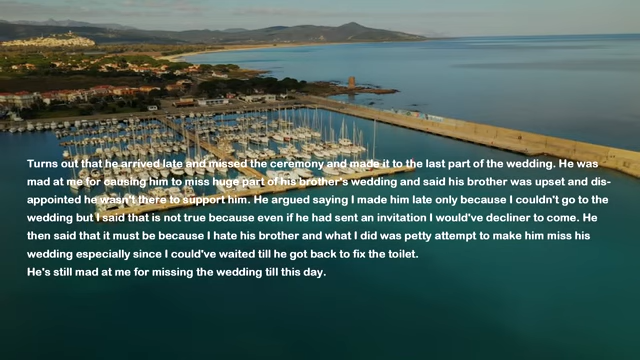 Turns out that he arrived late and missed the ceremony and made it to the last part of the wedding. He was
mad at me for causing him to miss huge part of his brother's wedding and said his brother was upset and dis-
appointed he wasn't there to support him. He argued saying I made him late only because I couldn't go to the
wedding but I said that is not true because even if he had sent an invitation I would've decliner to come. He
then said that it must be because I hate his brother and what I did was petty attempt to make him miss his
wedding especially since I could've waited till he got back to fix the toilet.
He's still mad at me for missing the wedding till this day.